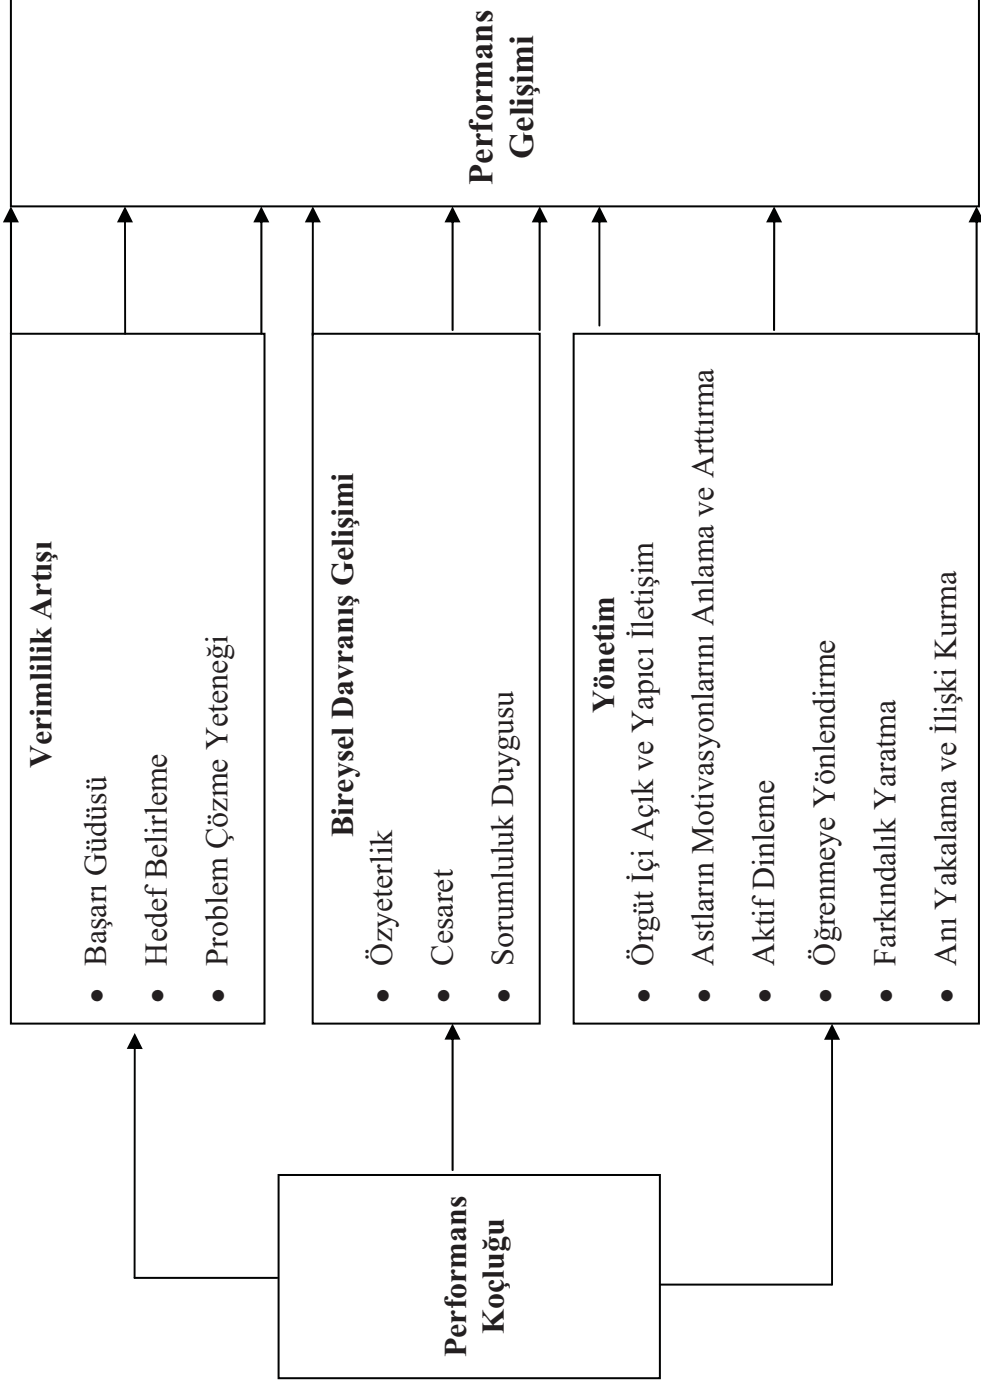 Performans
Koçluğu
Verimlilik Artışı
• Başarı Güdüsü
• Hedef Belirleme
• Problem Çözme Yeteneği
Bireysel Davranış Gelişimi
• Özyeterlik
• Cesaret
• Sorumluluk Duygusu
Yönetim
• Örgüt İçi Açık ve Yapıcı İletişim
• Astların Motivasyonlarını Anlama ve Arttırma
• Aktif Dinleme
• Öğrenmeye Yönlendirme
• Farkındalık Yaratma
• Anı Yakalama ve İlişki Kurma
Performans
Gelişimi